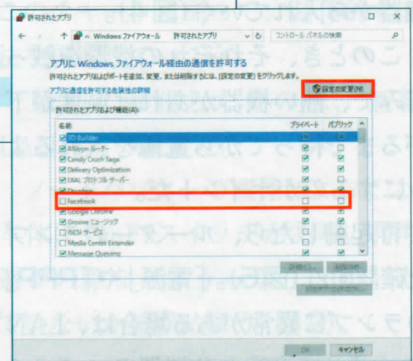 許可されたアプリ
« Windows ファイアウォール › 許可されたアプリ
コントロール パネルの検索
アプリに Windows ファイアウォール経由の通信を許可する
許可されたアプリおよびポートを追加、変更、または削除するには、[設定の変更] をクリックします。
アプリに通信を許可する危険性の詳細
設定の変更(N)
許可されたアプリおよび機能(A):
名前 プライベート パブリック
3D Builder
AllJoyn ルーター
Candy Crush Saga
Delivery Optimization
DIAL プロトコル サーバー
Dropbox
Facebook
Google Chrome
Groove ミュージック
iSCSI サービス
Media Center Extender
Message Queuing
詳細(L)... 削除(M)
OK キャンセル